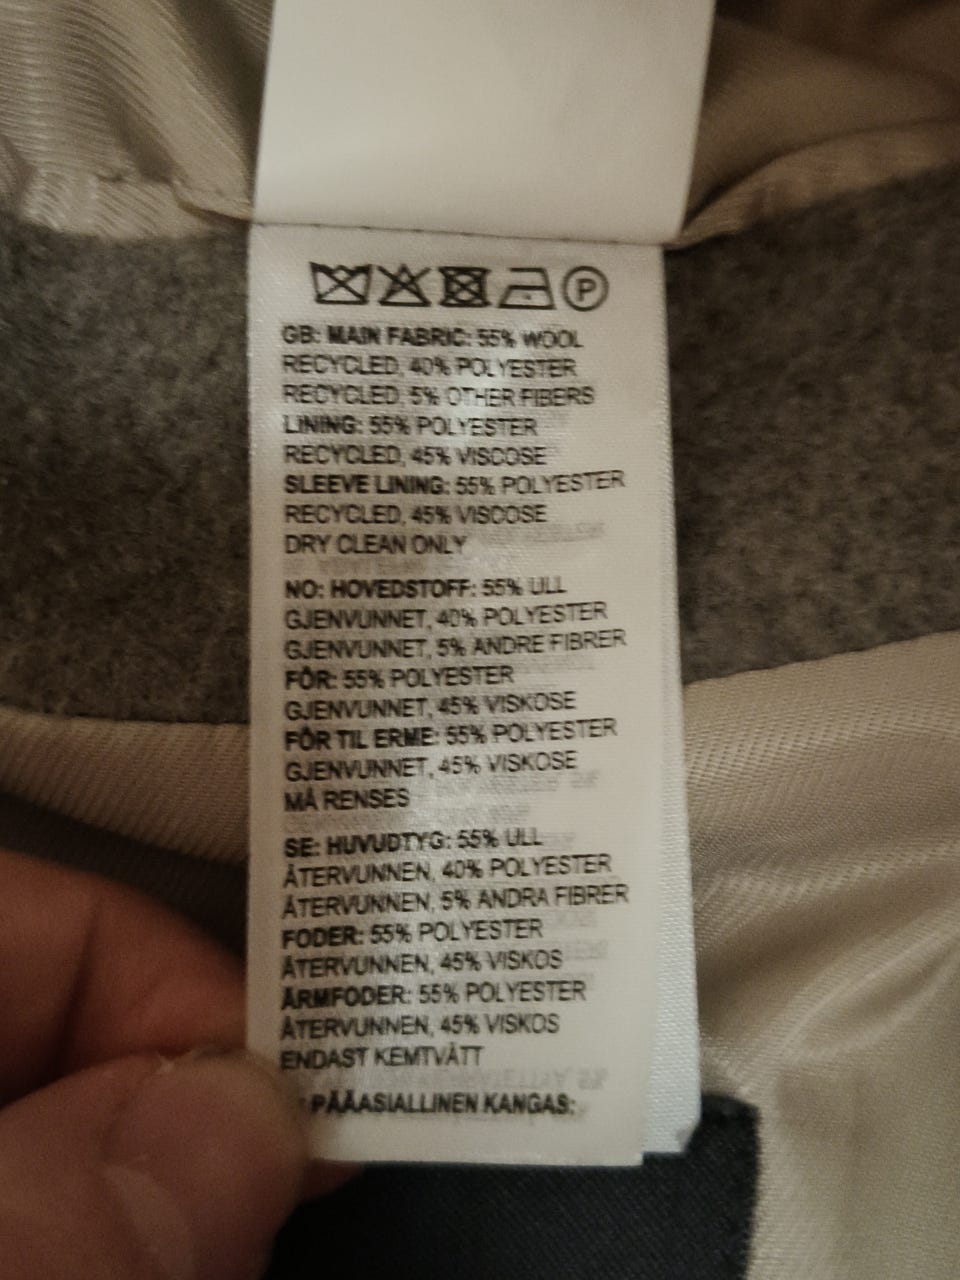 P
GB: MAIN FABRIC: 55% WOOL
RECYCLED, 40% POLYESTER
RECYCLED, 5% OTHER FIBERS
LINING: 55% POLYESTER
RECYCLED, 45% VISCOSE
SLEEVE LINING: 55% POLYESTER
RECYCLED, 45% VISCOSE
DRY CLEAN ONLY
NO: HOVEDSTOFF: 55% ULL
GJENVUNNET, 40% POLYESTER
GJENVUNNET, 5% ANDRE FIBRER
FÔR: 55% POLYESTER
GJENVUNNET, 45% VISKOSE
FÔR TIL ERME: 55% POLYESTER
GJENVUNNET, 45% VISKOSE
MÅ RENSES
SE: HUVUDTYG: 55% ULL
ÅTERVUNNEN, 40% POLYESTER
ÅTERVUNNEN, 5% ANDRA FIBRER
FODER: 55% POLYESTER
ÅTERVUNNEN, 45% VISKOS
ÄRMFODER: 55% POLYESTER
ÅTERVUNNEN, 45% VISKOS
ENDAST KEMTVÄTT
PÄÄASIALLINEN KANGAS: